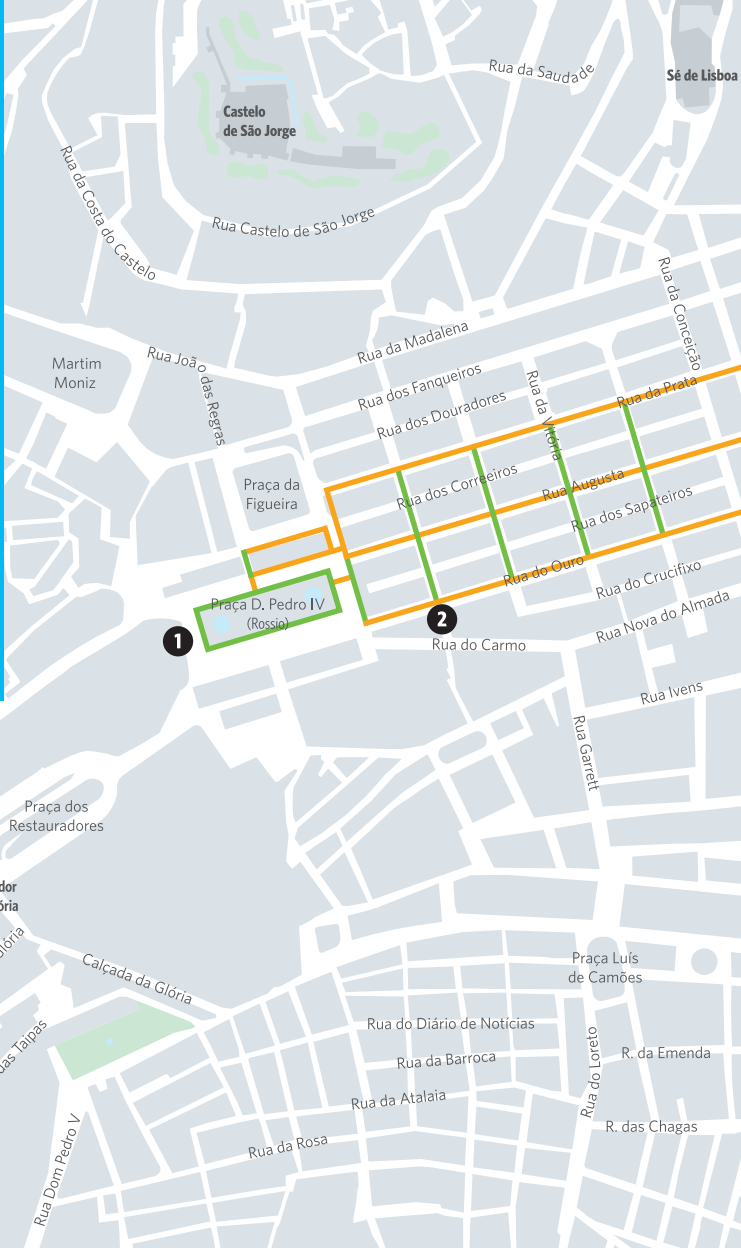 Rua da Saudade
Sé de Lisboa
Castelo
de São Jorge
Rua da Costa do Castelo
Rua Castelo de São Jorge
Rua da Conceição
Rua da Madalena
Rua João das Regras
Martim
Moniz
Rua dos Fanqueiros
Rua da Vitória
Rua da Prata
Rua dos Douradores
Praça da
Figueira
Rua dos Correeiros
Rua Augusta
Rua dos Sapateiros
Rua do Ouro
Rua do Crucifixo
Praça D. Pedro IV
(Rossio)
1
2
Rua Nova do Almada
Rua do Carmo
Rua Ivens
Rua Garrett
Praça dos
Restauradores
dor
ória
Glória
Calçada da Glória
Praça Luís
de Camões
das Taipas
Rua do Diário de Notícias
Rua do Loreto
R. da Emenda
Rua da Barroca
Rua da Atalaia
R. das Chagas
Rua da Rosa
Rua Dom Pedro V